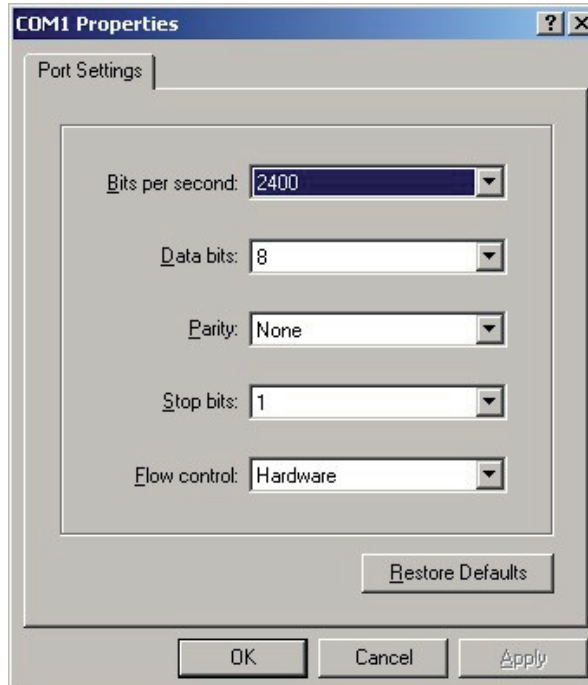 COM1 Properties
Port Settings
Bits per second: 2400
Data bits: 8
Parity: None
Stop bits: 1
Flow control: Hardware
Restore Defaults
OK Cancel Apply